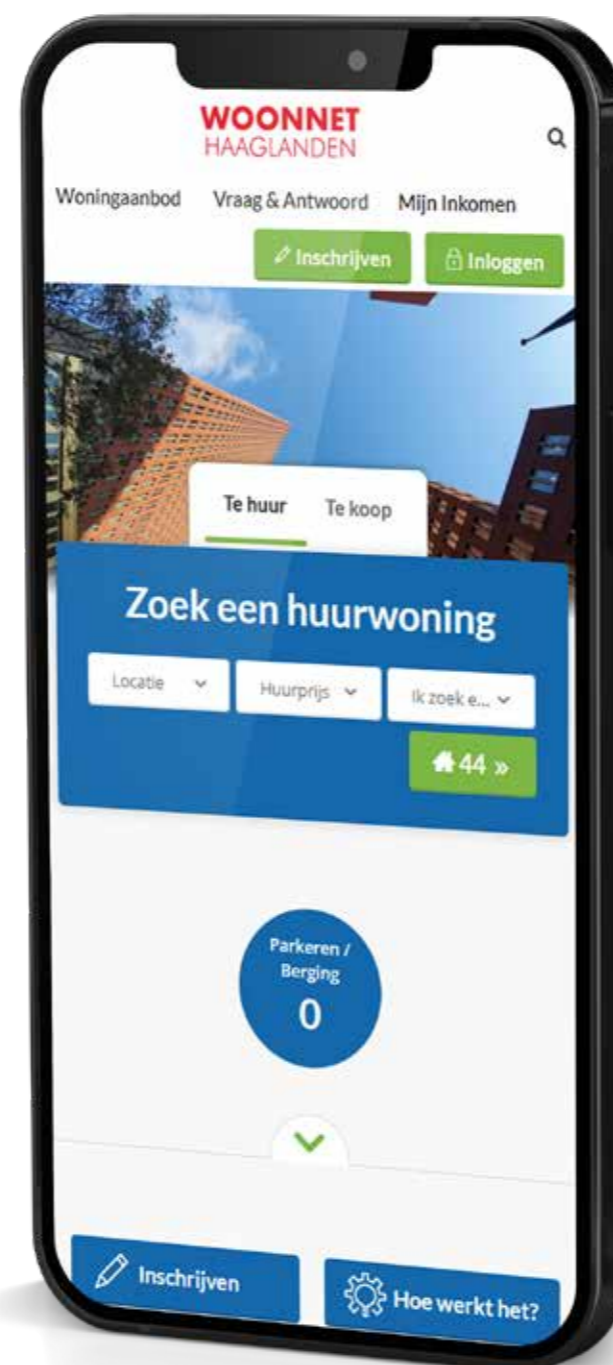 WOONNET
HAAGLANDEN
Woningaanbod Vraag & Antwoord Mijn Inkomen
Inschrijven Inloggen
Te huur Te koop
Zoek een huurwoning
Locatie Huurprijs Ik zoek e...
44 »
Parkeren /
Berging
0
Inschrijven Hoe werkt het?